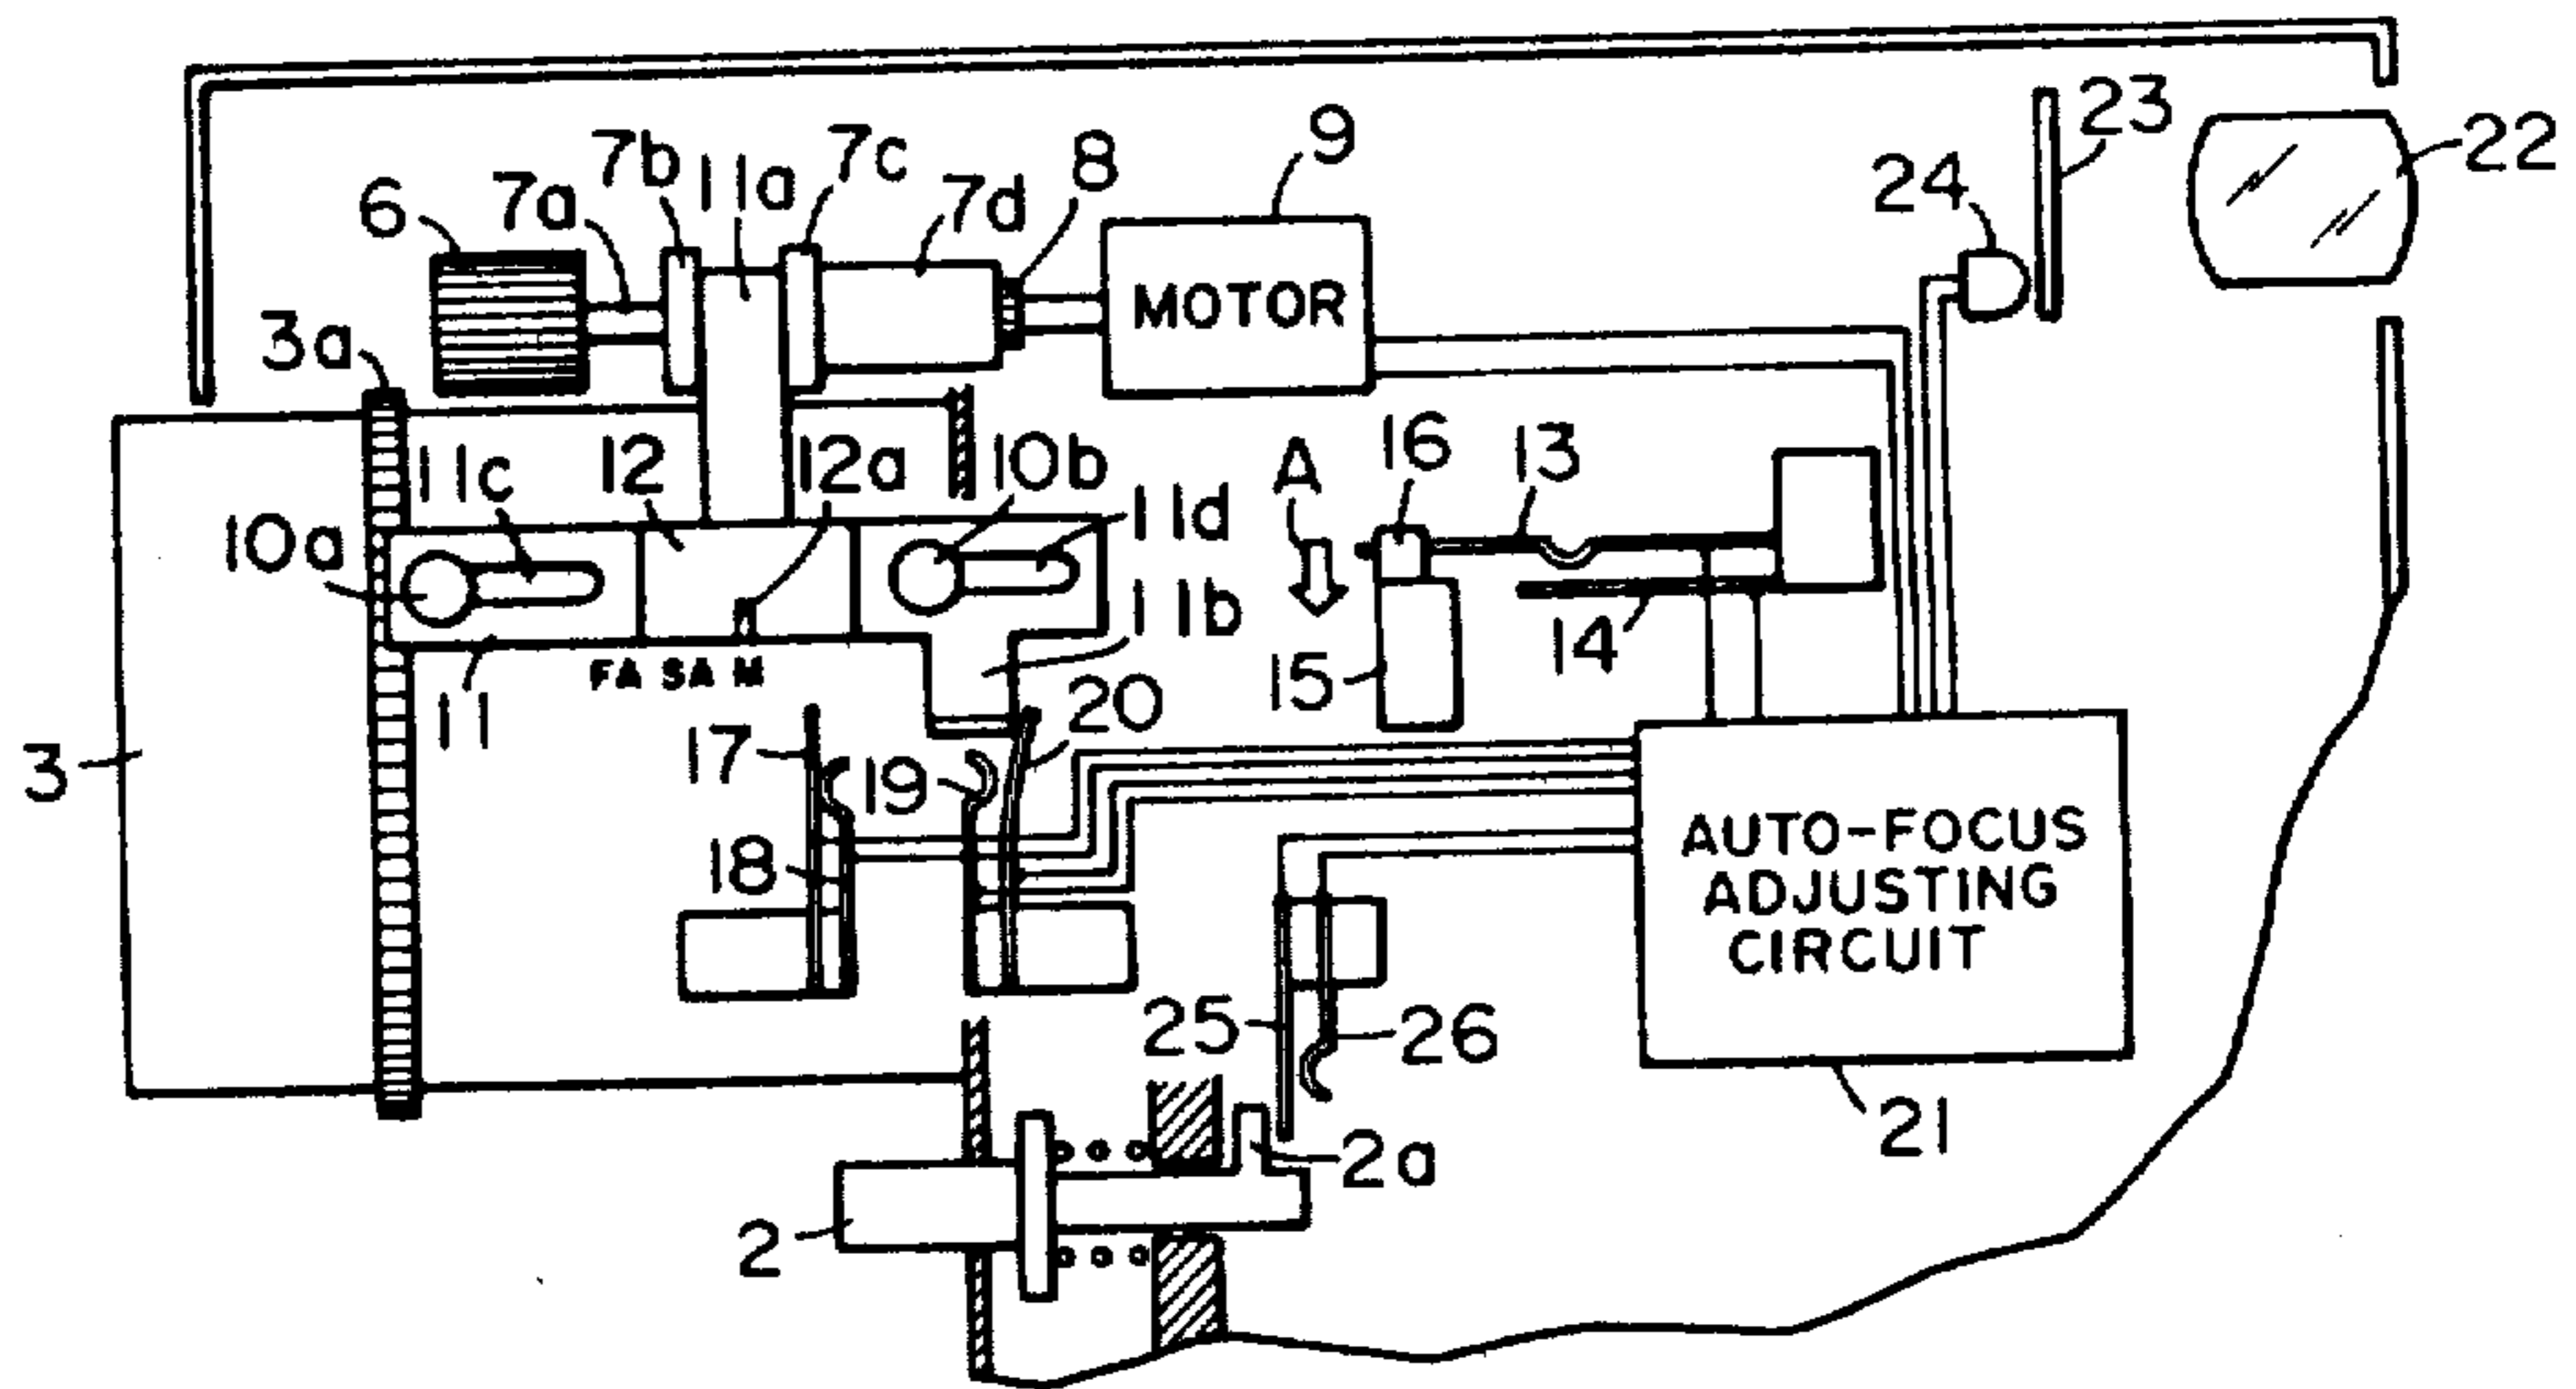 23
9
22
7b
7c
8
24
11a
6
7a
7d
MOTOR
3a
16
13
12
12a
10b
A
11c
11d
10a
11b
14
FA SA M
15
20
11
17
3
19
AUTO-FOCUS
ADJUSTING
CIRCUIT
18
25
26
21
2a
2